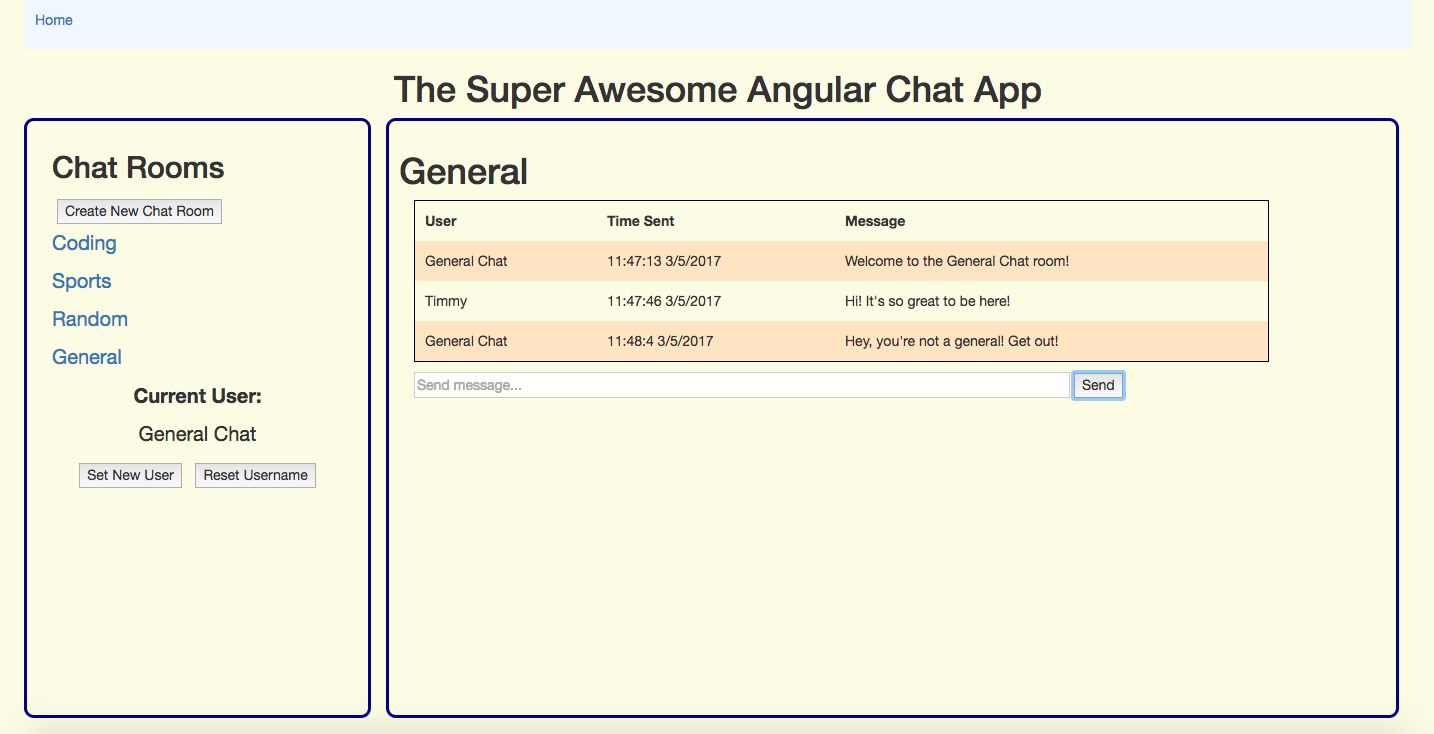 Home
The Super Awesome Angular Chat App
Chat Rooms
Create New Chat Room
Coding
Sports
Random
General
Current User:
General Chat
Set New User Reset Username
General
User Time Sent Message
General Chat 11:47:13 3/5/2017 Welcome to the General Chat room!
Timmy 11:47:46 3/5/2017 Hi! It's so great to be here!
General Chat 11:48:4 3/5/2017 Hey, you're not a general! Get out!
Send message... Send